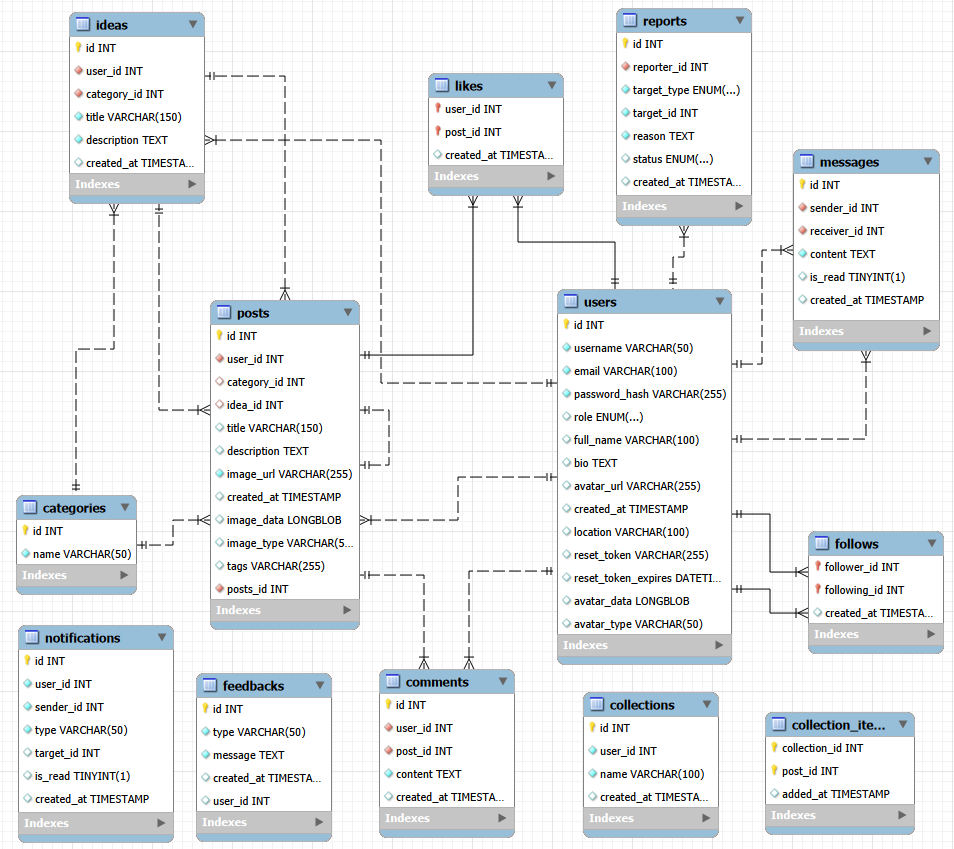 ideas
id INT
user_id INT
category_id INT
title VARCHAR(150)
description TEXT
created_at TIMESTA...
Indexes
likes
user_id INT
post_id INT
created_at TIMESTA...
Indexes
reports
id INT
reporter_id INT
target_type ENUM(...)
target_id INT
reason TEXT
status ENUM(...)
created_at TIMESTA...
Indexes
messages
id INT
sender_id INT
receiver_id INT
content TEXT
is_read TINYINT(1)
created_at TIMESTAMP
Indexes
posts
id INT
user_id INT
category_id INT
idea_id INT
title VARCHAR(150)
description TEXT
image_url VARCHAR(255)
created_at TIMESTAMP
image_data LONGBLOB
image_type VARCHAR(5...
tags VARCHAR(255)
posts_id INT
Indexes
users
id INT
username VARCHAR(50)
email VARCHAR(100)
password_hash VARCHAR(255)
role ENUM(...)
full_name VARCHAR(100)
bio TEXT
avatar_url VARCHAR(255)
created_at TIMESTAMP
location VARCHAR(100)
reset_token VARCHAR(255)
reset_token_expires DATETI...
avatar_data LONGBLOB
avatar_type VARCHAR(50)
Indexes
categories
id INT
name VARCHAR(50)
Indexes
follows
follower_id INT
following_id INT
created_at TIMESTA...
Indexes
notifications
id INT
user_id INT
sender_id INT
type VARCHAR(50)
target_id INT
is_read TINYINT(1)
created_at TIMESTAMP
Indexes
feedbacks
id INT
type VARCHAR(50)
message TEXT
created_at TIMESTA...
user_id INT
Indexes
comments
id INT
user_id INT
post_id INT
content TEXT
created_at TIMESTA...
Indexes
collections
id INT
user_id INT
name VARCHAR(100)
created_at TIMESTA...
Indexes
collection_ite...
collection_id INT
post_id INT
added_at TIMESTAMP
Indexes